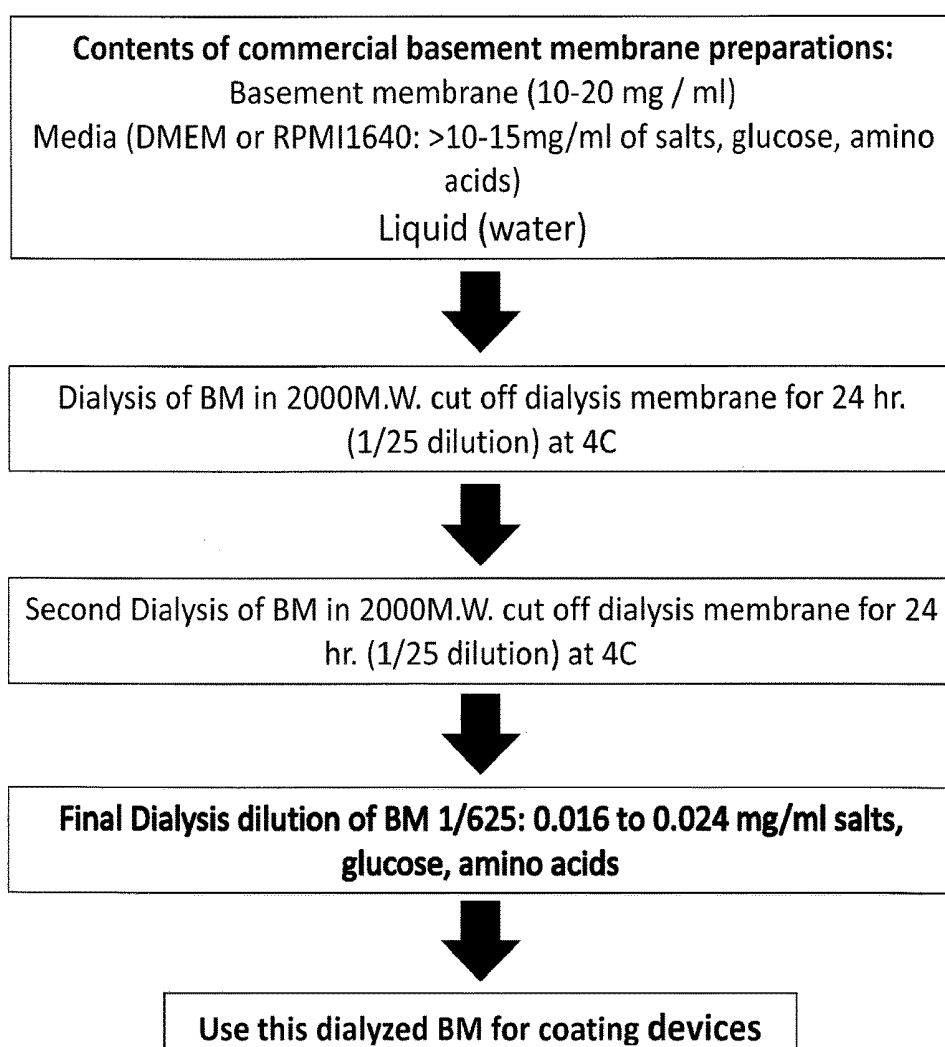 Contents of commercial basement membrane preparations:
Basement membrane (10-20 mg / ml)
Media (DMEM or RPMI1640: >10-15mg/ml of salts, glucose, amino
acids)
Liquid (water)
Dialysis of BM in 2000M.W. cut off dialysis membrane for 24 hr.
(1/25 dilution) at 4C
Second Dialysis of BM in 2000M.W. cut off dialysis membrane for 24
hr. (1/25 dilution) at 4C
Final Dialysis dilution of BM 1/625: 0.016 to 0.024 mg/ml salts,
glucose, amino acids
Use this dialyzed BM for coating devices